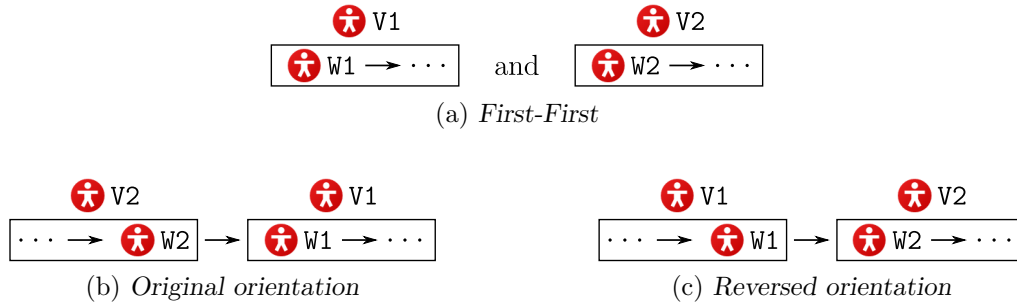 V1 V2
W1 ··· and W2 ···
(a) First-First
V2 V1 V1 V2
··· W2 W1 ··· ··· W1 W2 ···
(b) Original orientation (c) Reversed orientation